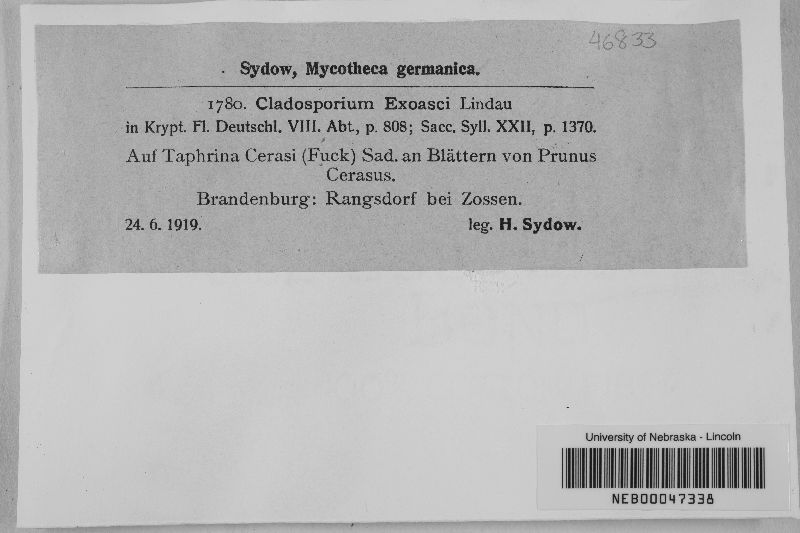 46833
Sydow, Mycotheca germanica.
1780. Cladosporium Exoasci Lindau
in Krypt. Fl. Deutschl. VIII. Abt., p. 808; Sacc. Syll. XXII, p. 1370.
Auf Taphrina Cerasi (Fuck) Sad. an Blättern von Prunus
Cerasus.
Brandenburg: Rangsdorf bei Zossen.
24. 6. 1919. leg. H. Sydow.
University of Nebraska - Lincoln
NEB00047338